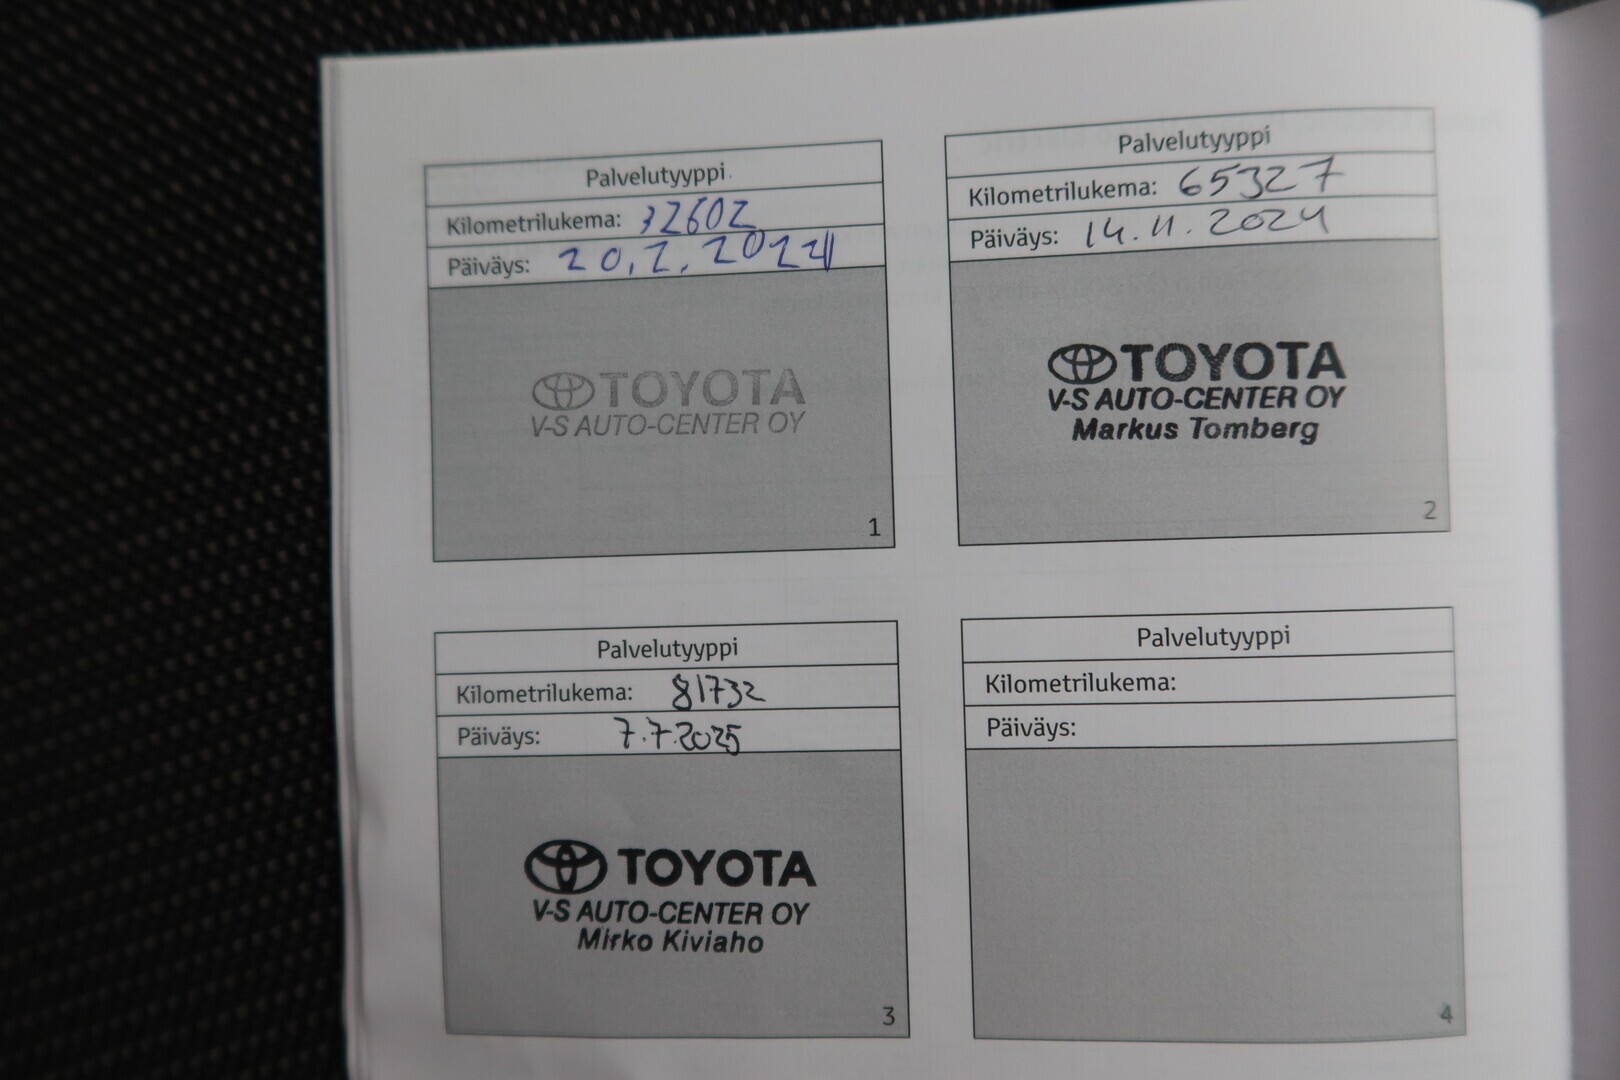 Palvelutyyppi
Kilometrilukema: 32602
Päiväys: 20.2.2024
TOYOTA
V-S AUTO-CENTER OY
1
Palvelutyyppi
Kilometrilukema: 65327
Päiväys: 14.11.2024
TOYOTA
V-S AUTO-CENTER OY
Markus Tomberg
2
Palvelutyyppi
Kilometrilukema: 81732
Päiväys: 7.7.2025
TOYOTA
V-S AUTO-CENTER OY
Mirko Kiviaho
3
Palvelutyyppi
Kilometrilukema:
Päiväys:
4